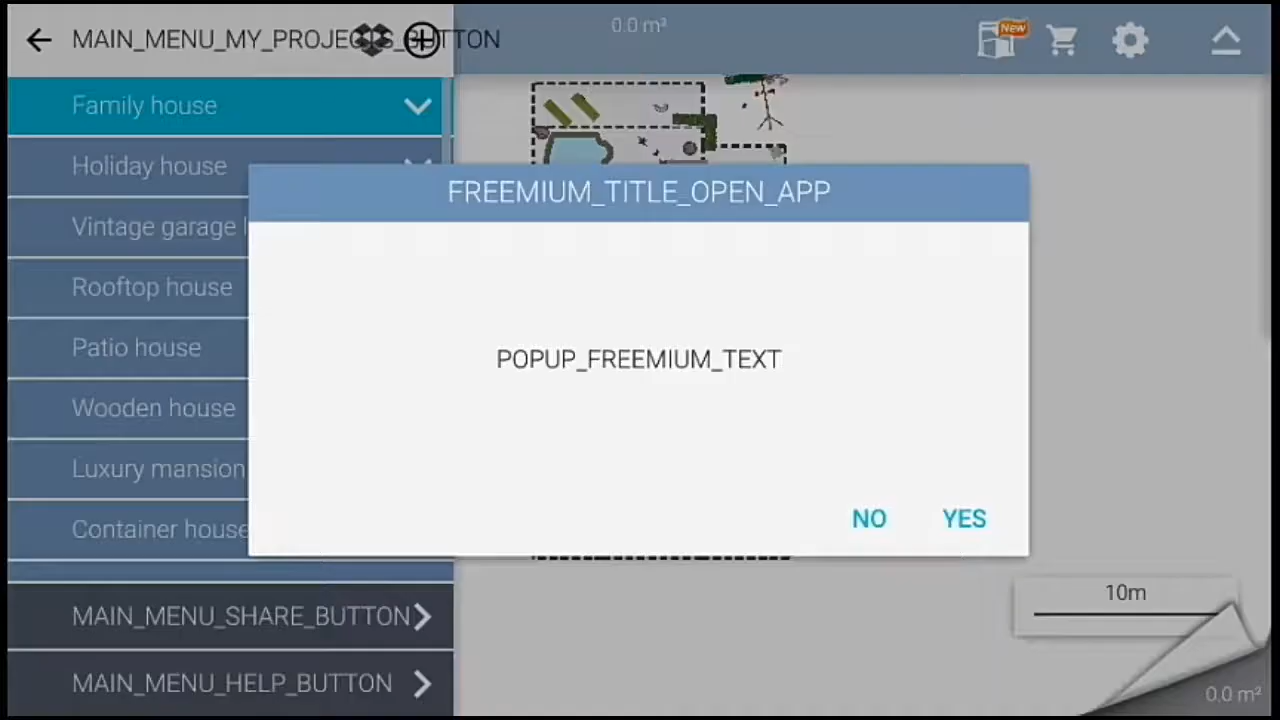 MAIN_MENU_MY_PROJECTS_BUTTON
0.0 m²
New
Family house
Holiday house
Vintage garage
Rooftop house
Patio house
Wooden house
Luxury mansion
Container house
MAIN_MENU_SHARE_BUTTON
MAIN_MENU_HELP_BUTTON
FREEMIUM_TITLE_OPEN_APP
POPUP_FREEMIUM_TEXT
NO YES
10m
0.0 m²